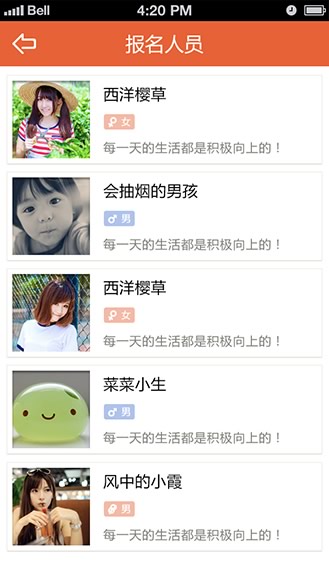 Bell 4:20 PM
报名人员
西洋樱草
女
每一天的生活都是积极向上的！
会抽烟的男孩
男
每一天的生活都是积极向上的！
西洋樱草
女
每一天的生活都是积极向上的！
菜菜小生
男
每一天的生活都是积极向上的！
风中的小霞
男
每一天的生活都是积极向上的！